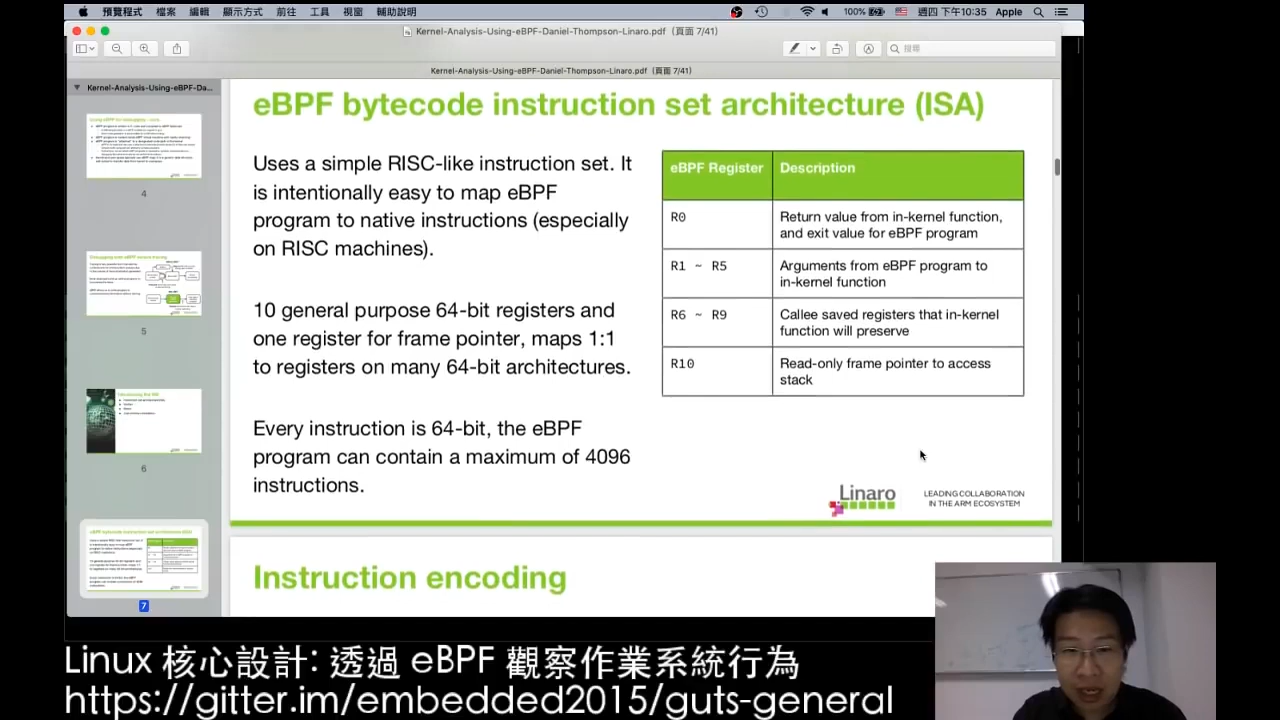 預覽程式 檔案 編輯 顯示方式 前往 工具 視窗 輔助說明 100% 週四 下午10:35 Apple
Kernel-Analysis-Using-eBPF-Daniel-Thompson-Linaro.pdf（頁面 7/41）
搜尋
Kernel-Analysis-Using-eBPF-Daniel-Thompson-Linaro.pdf（頁面 7/41）
Kernel-Analysis-Using-eBPF-Da...
4
5
6
7
eBPF bytecode instruction set architecture (ISA)
Uses a simple RISC-like instruction set. It
is intentionally easy to map eBPF
program to native instructions (especially
on RISC machines).
10 general purpose 64-bit registers and
one register for frame pointer, maps 1:1
to registers on many 64-bit architectures.
Every instruction is 64-bit, the eBPF
program can contain a maximum of 4096
instructions.
eBPF Register Description
R0 Return value from in-kernel function,
and exit value for eBPF program
R1 ~ R5 Arguments from eBPF program to
in-kernel function
R6 ~ R9 Callee saved registers that in-kernel
function will preserve
R10 Read-only frame pointer to access
stack
Linaro
LEADING COLLABORATION
IN THE ARM ECOSYSTEM
Instruction encoding
Linux 核心設計: 透過 eBPF 觀察作業系統行為
https://gitter.im/embedded2015/guts-general